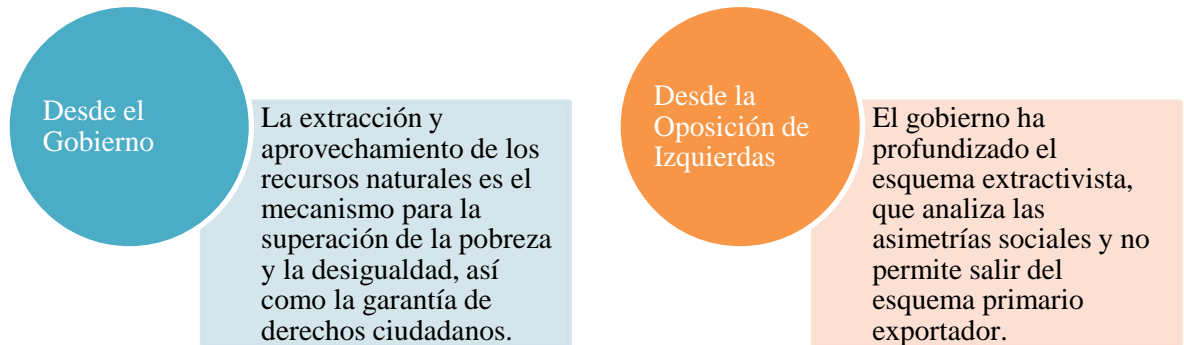 Desde el
Gobierno
La extracción y
aprovechamiento de los
recursos naturales es el
mecanismo para la
superación de la pobreza
y la desigualdad, así
como la garantía de
derechos ciudadanos.
Desde la
Oposición de
Izquierdas
El gobierno ha
profundizado el
esquema extractivista,
que analiza las
asimetrías sociales y no
permite salir del
esquema primario
exportador.